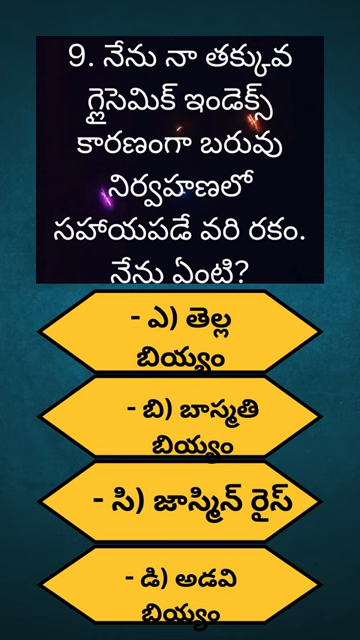 9. నేను నా తక్కువ
గ్లైసెమిక్ ఇండెక్స్
కారణంగా బరువు
నిర్వహణలో
సహాయపడే వరి రకం.
నేను ఏంటి?
- ఎ) తెల్ల
బియ్యం
- బి) బాస్మతి
బియ్యం
- సి) జాస్మిన్ రైస్
- డి) అడవి
బియ్యం